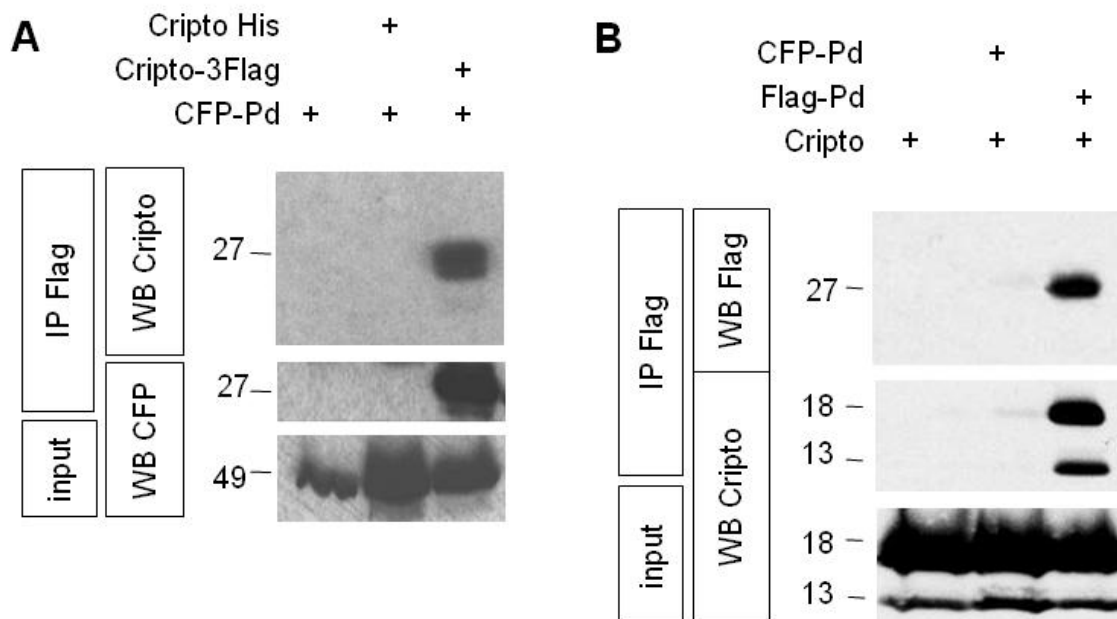 A
Cripto His +
Cripto-3Flag +
CFP-Pd + + +
IP Flag
WB Cripto
27
WB CFP
27
input
49
B
CFP-Pd +
Flag-Pd +
Cripto + + +
IP Flag
WB Flag
27
WB Cripto
18
13
input
18
13